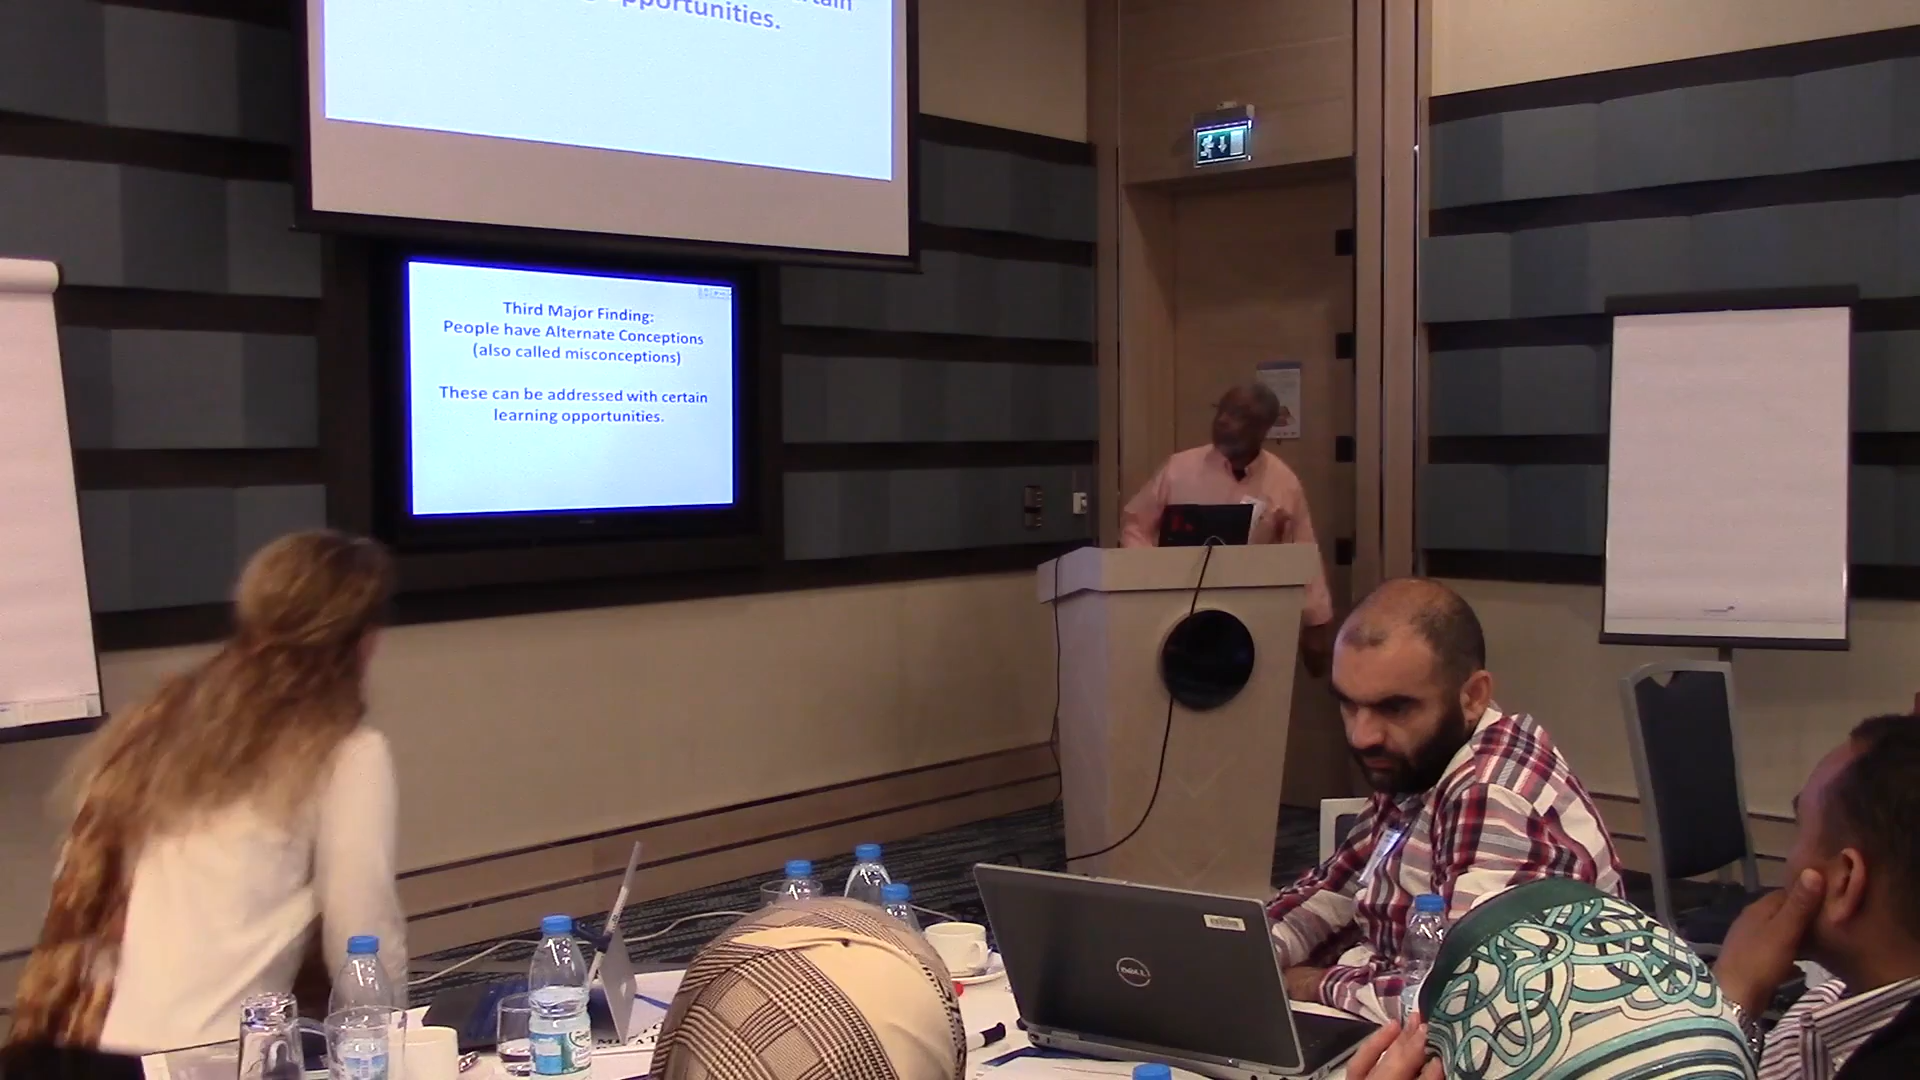 rtain
opportunities.
Third Major Finding:
People have Alternate Conceptions
(also called misconceptions)
These can be addressed with certain
learning opportunities.
DELL